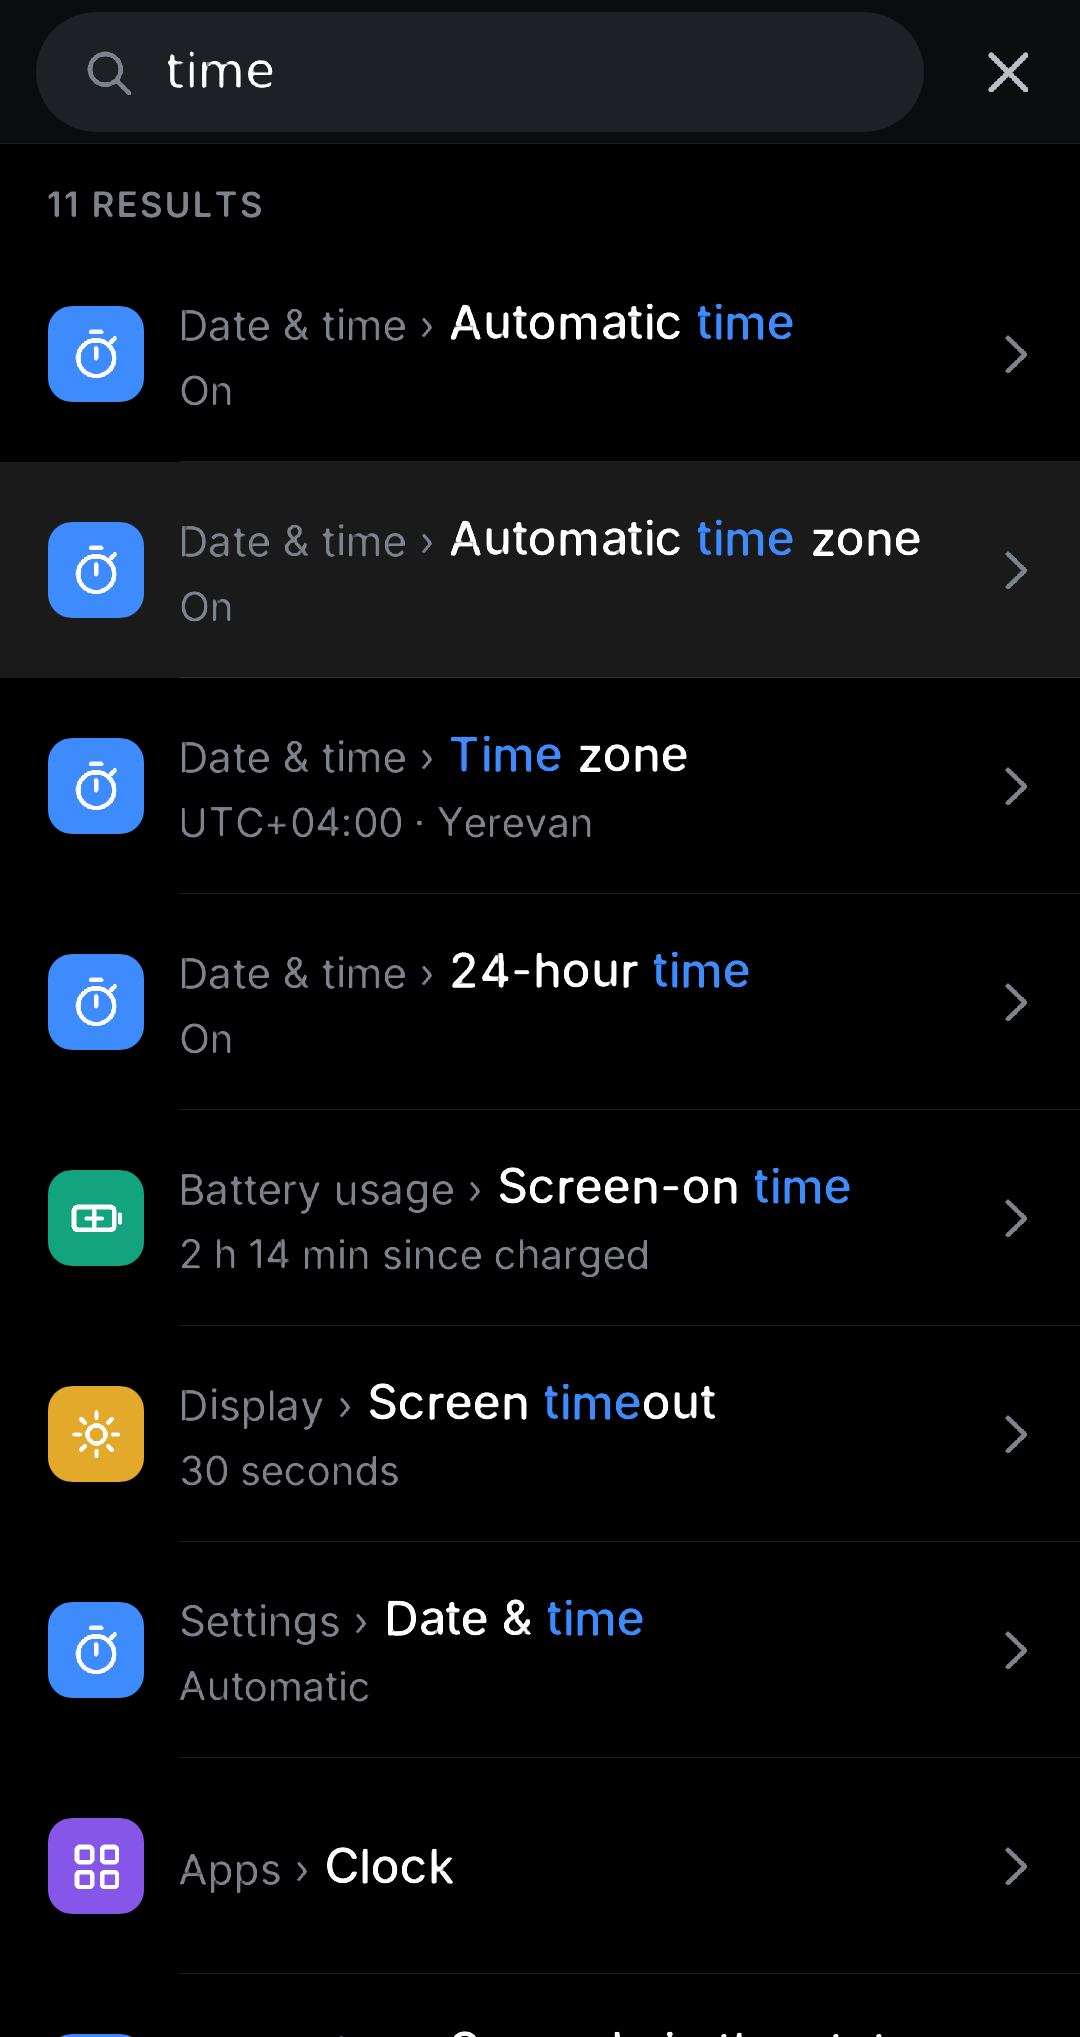 time
11 RESULTS
Date & time › Automatic time
On
Date & time › Automatic time zone
On
Date & time › Time zone
UTC+04:00 · Yerevan
Date & time › 24-hour time
On
Battery usage › Screen-on time
2 h 14 min since charged
Display › Screen timeout
30 seconds
Settings › Date & time
Automatic
Apps › Clock